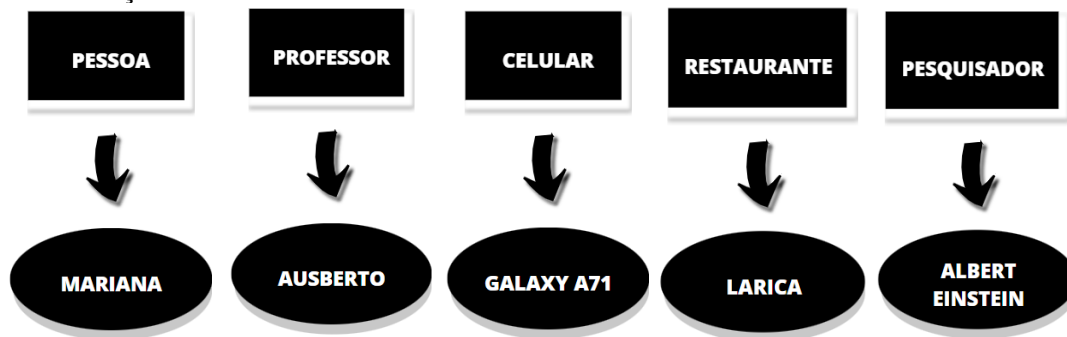 PESSOA
PROFESSOR
CELULAR
RESTAURANTE
PESQUISADOR
MARIANA
AUSBERTO
GALAXY A71
LARICA
ALBERT
EINSTEIN